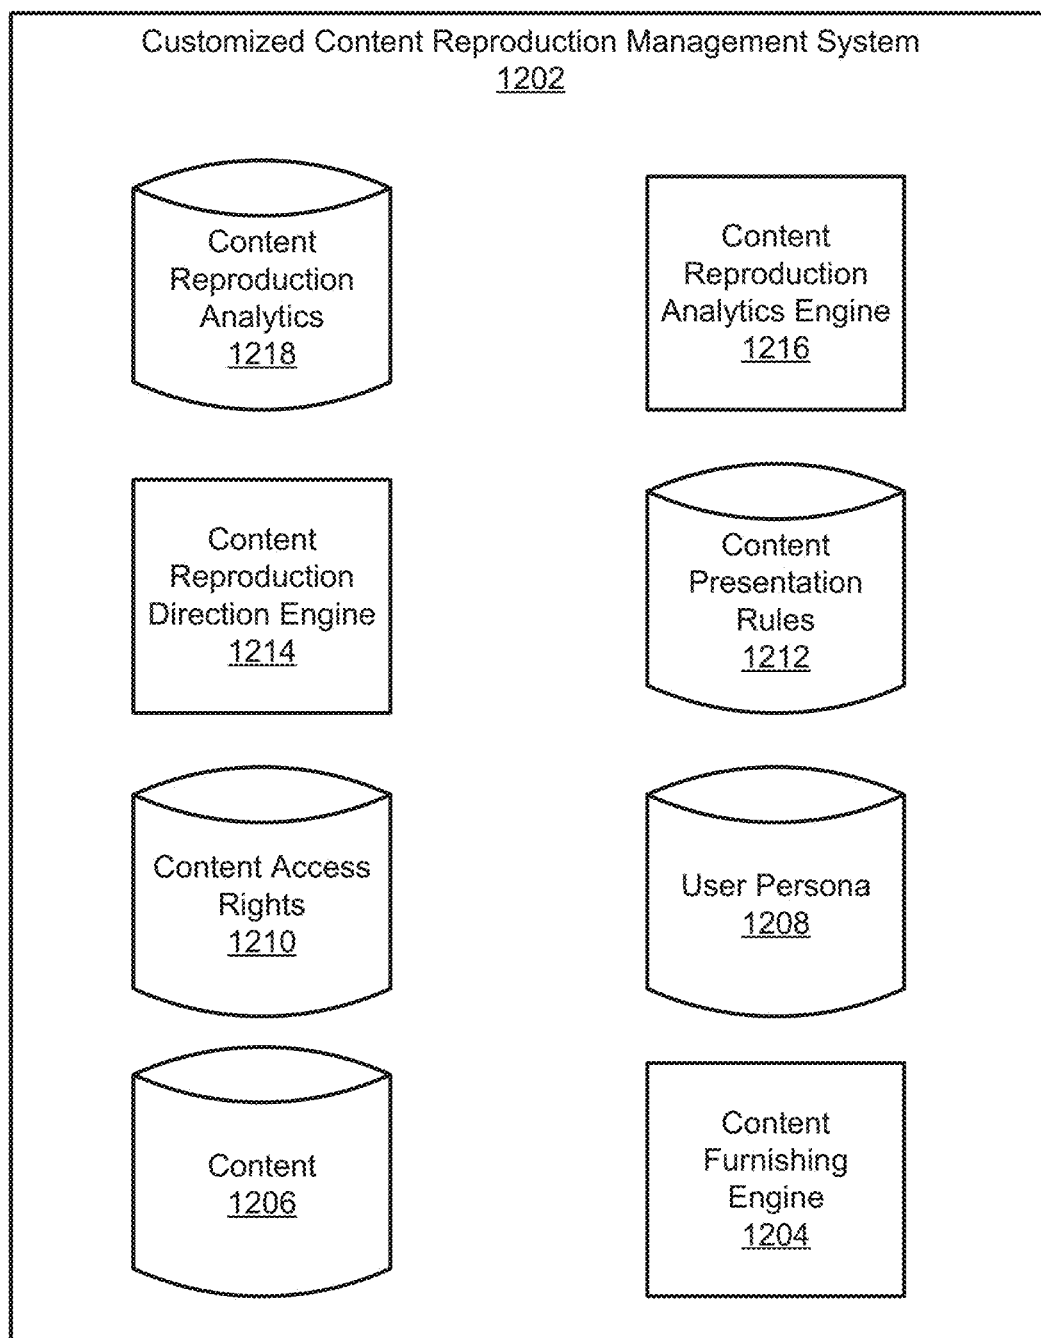 Customized Content Reproduction Management System
1202
Content
Reproduction
Analytics
1218
Content
Reproduction
Analytics Engine
1216
Content
Reproduction
Direction Engine
1214
Content
Presentation
Rules
1212
Content Access
Rights
1210
User Persona
1208
Content
1206
Content
Furnishing
Engine
1204